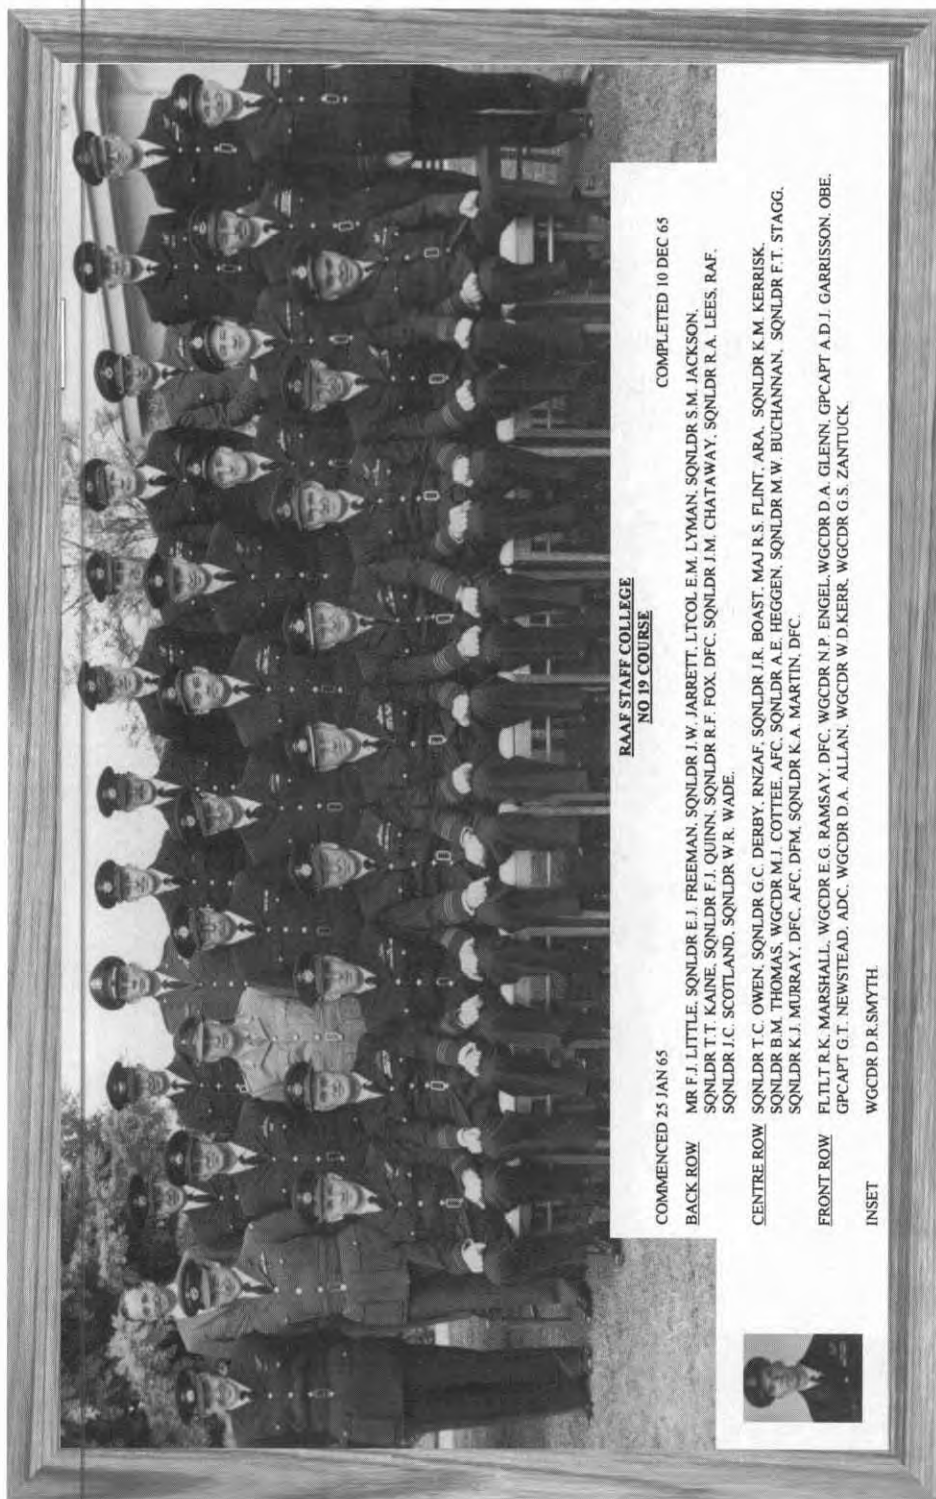 RAAF STAFF COLLEGE
NO 19 COURSE
COMMENCED 25 JAN 65 COMPLETED 10 DEC 65
BACK ROW MR F.J. LITTLE, SQNLDR E.J. FREEMAN, SQNLDR J.W, JARRETT, LTCOL E.M. LYMAN, SQNLDR S.M. JACKSON,
SQNLDR T.T. KAINE, SQNLDR F.J. QUINN, SQNLDR R.F. FOX, DFC, SQNLDR J.M. CHATAWAY, SQNLDR R.A. LEES, RAF.
SQNLDR J.C. SCOTLAND, SQNLDR W.R. WADE.
CENTRE ROW SQNLDR T.C. OWEN, SQNLDR G.C. DERBY, RNZAF, SQNLDR J.R. BOAST, MAJ R.S. FLINT, ARA, SQNLDR K.M. KERRISK.
SQNLDR B.M. THOMAS, WGCDR M.J. COTTEE, AFC, SQNLDR A.E. HEGGEN, SQNLDR M.W. BUCHANNAN, SQNLDR F.T. STAGG.
SQNLDR K.J. MURRAY, DFC, AFC, DFM, SQNLDR K.A. MARTIN, DFC.
FRONT ROW FLTLT R.K. MARSHALL, WGCDR E.G. RAMSAY, DFC, WGCDR N.P. ENGEL,WGCDR D.A. GLENN, GPCAPT A.D.J. GARRISSON, OBE.
GPCAPT G.T. NEWSTEAD, ADC, WGCDR D.A. ALLAN, WGCDR W.D.KERR, WGCDR G.S. ZANTUCK.
INSET WGCDR D.R.SMYTH.